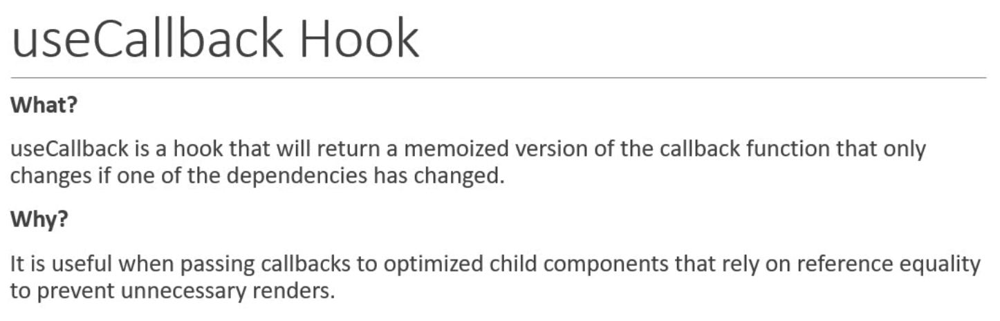 useCallback Hook
What?
useCallback is a hook that will return a memoized version of the callback function that only
changes if one of the dependencies has changed.
Why?
It is useful when passing callbacks to optimized child components that rely on reference equality
to prevent unnecessary renders.